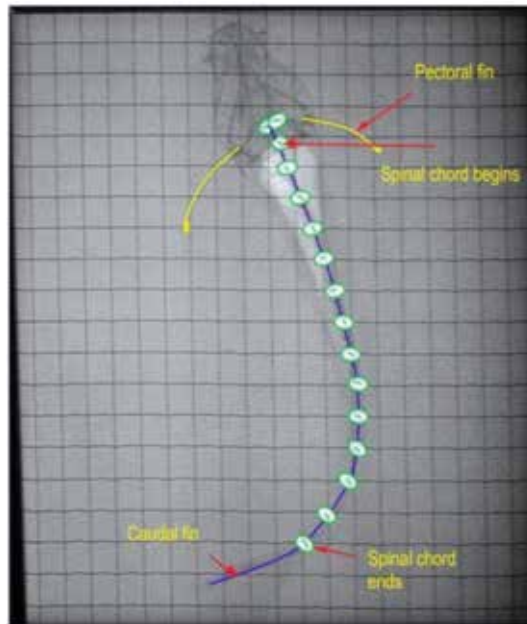 Pectoral fin
Spinal chord begins
Caudal fin
Spinal chord
ends